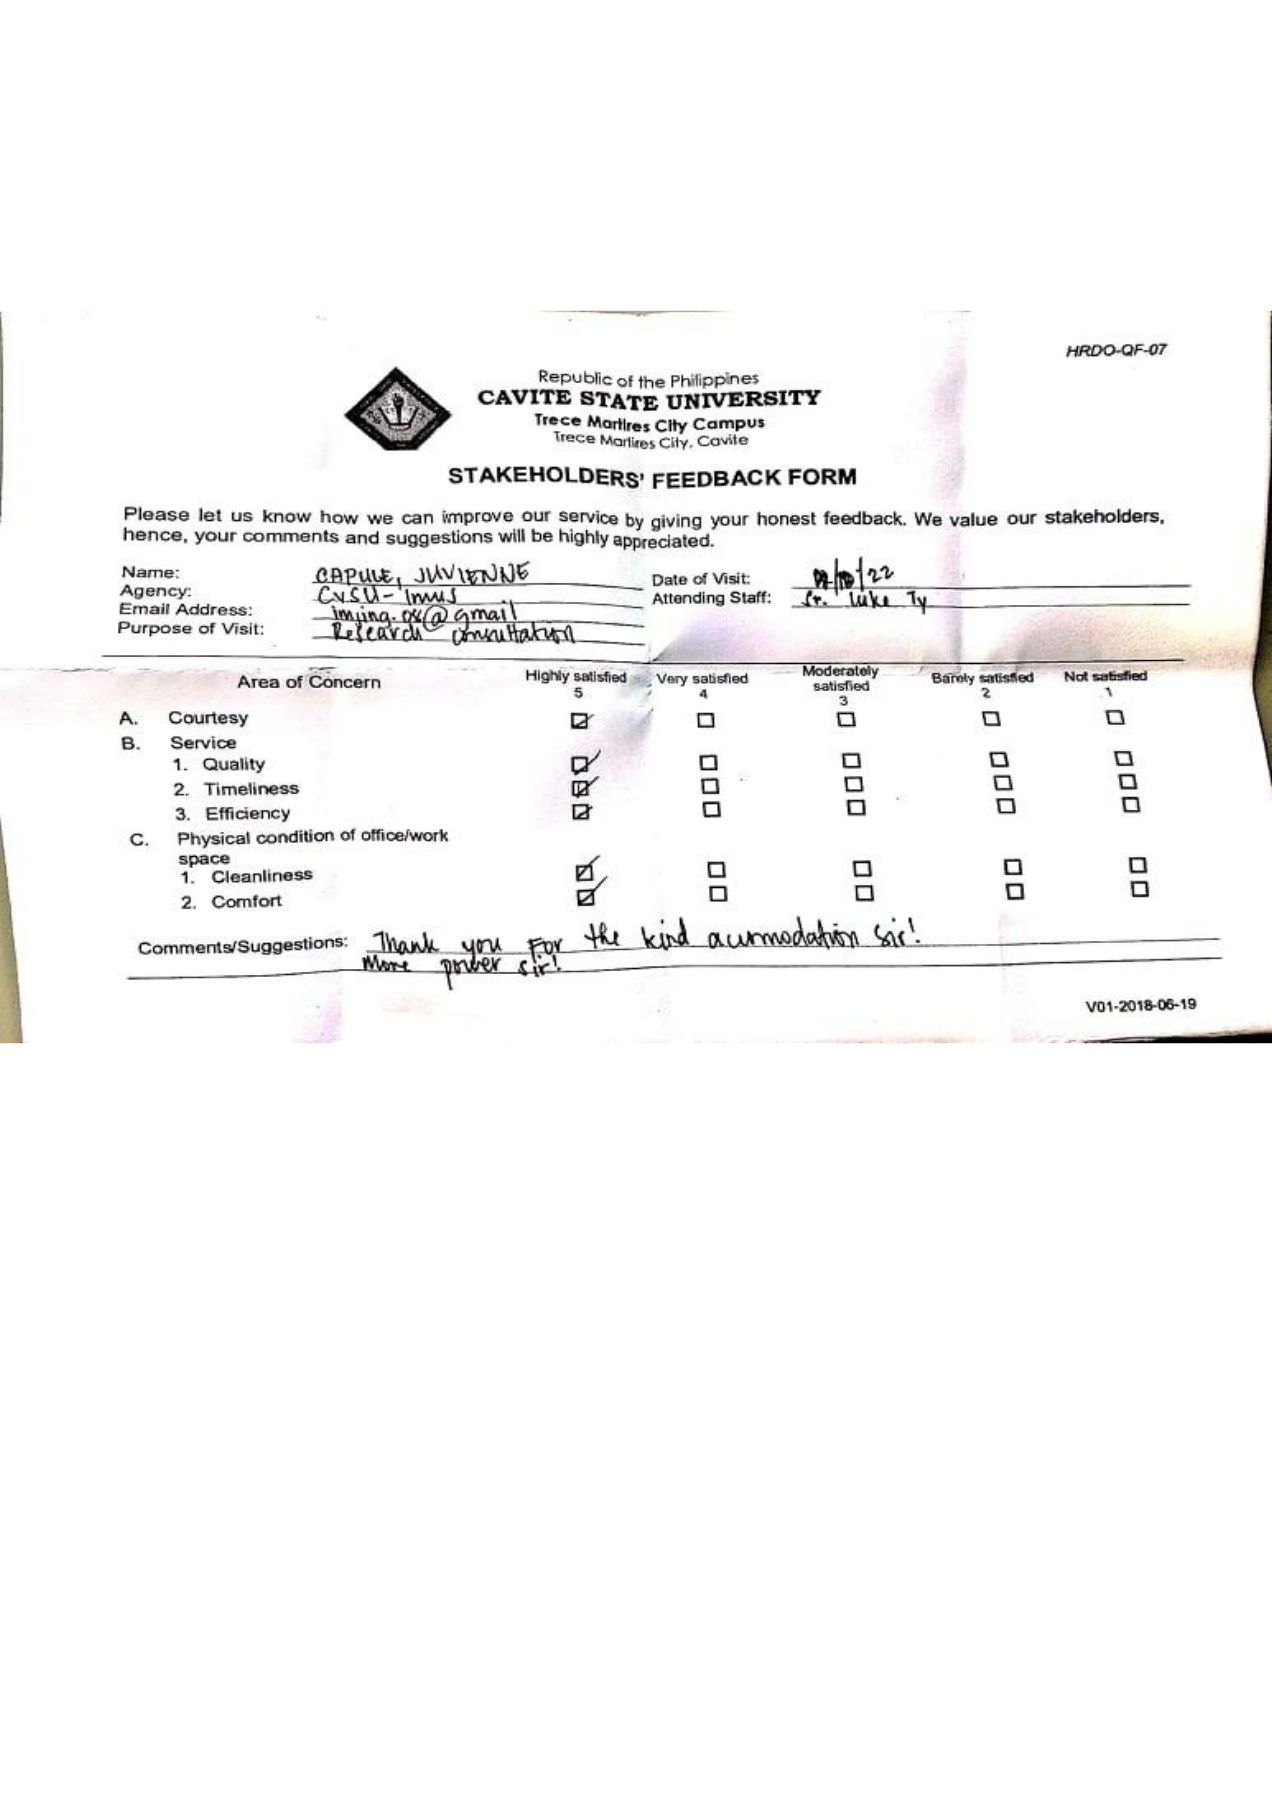 HRDO-QF-07
Republic of the Philippines
CAVITE STATE UNIVERSITY
Trece Martires City Campus
Trece Martires City, Cavite
STAKEHOLDERS' FEEDBACK FORM
Please let us know how we can improve our service by giving your honest feedback. We value our stakeholders,
hence, your comments and suggestions will be highly appreciated.
Name: CAPULE, JUVIENNE
Date of Visit: /22
Agency: CvSU-Imus
Attending Staff: Sr. Luke Ty
Email Address: imjing.08@gmail
Purpose of Visit: Research consultation
Area of Concern Highly satisfied 5 Very satisfied 4 Moderately satisfied 3 Barely satisfied 2 Not satisfied 1
A. Courtesy
B. Service
1. Quality
2. Timeliness
3. Efficiency
C. Physical condition of office/work
space
1. Cleanliness
2. Comfort
Comments/Suggestions: Thank you For the kind acummodation sir!
More power sir!
V01-2018-06-19